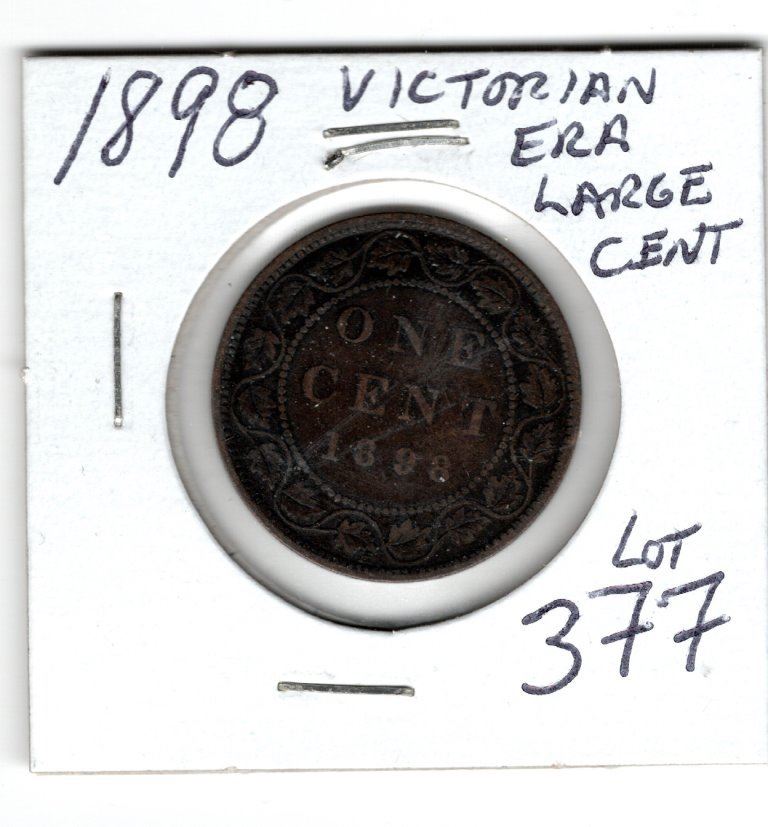 1898 VICTORIAN
ERA
LARGE
CENT
ONE
CENT
1898
LOT
377